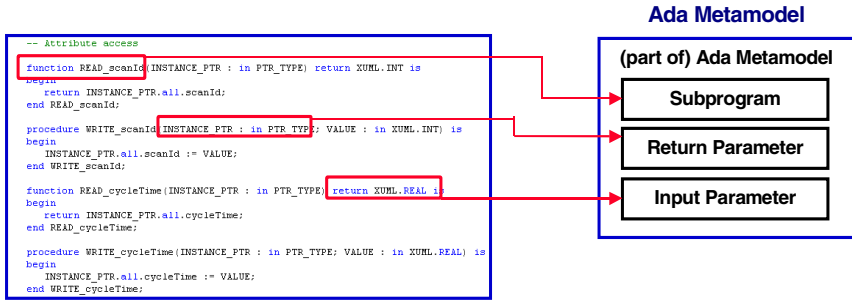 Ada Metamodel
-- Attribute access
function READ_scanId(INSTANCE_PTR : in PTR_TYPE) return XUML.INT is
begin
return INSTANCE_PTR.all.scanId;
end READ_scanId;
procedure WRITE_scanId(INSTANCE_PTR : in PTR_TYPE; VALUE : in XUML.INT) is
begin
INSTANCE_PTR.all.scanId := VALUE;
end WRITE_scanId;
function READ_cycleTime(INSTANCE_PTR : in PTR_TYPE) return XUML.REAL is
begin
return INSTANCE_PTR.all.cycleTime;
end READ_cycleTime;
procedure WRITE_cycleTime(INSTANCE_PTR : in PTR_TYPE; VALUE : in XUML.REAL) is
begin
INSTANCE_PTR.all.cycleTime := VALUE;
end WRITE_cycleTime;
(part of) Ada Metamodel
Subprogram
Return Parameter
Input Parameter